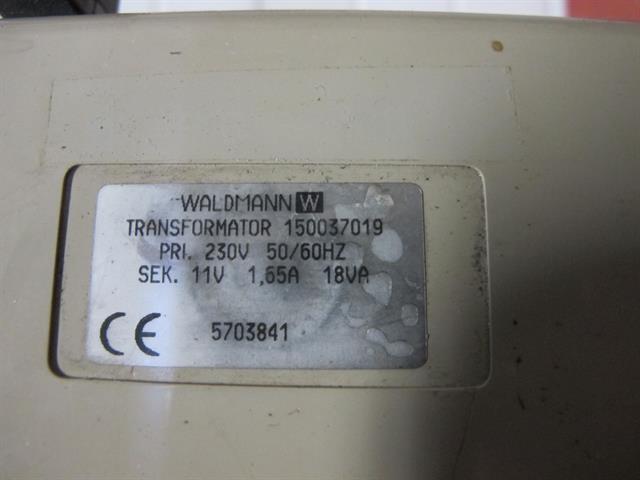 WALDMANN W
TRANSFORMATOR 150037019
PRI. 230V 50/60HZ
SEK. 11V 1,65A 18VA
CE 5703841